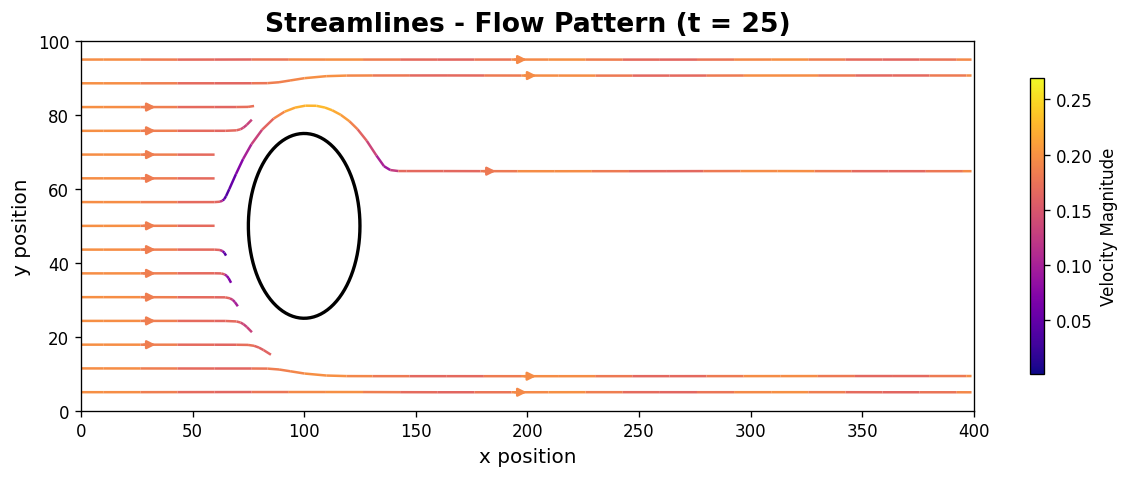 Streamlines - Flow Pattern (t = 25)
100
80
60
40
20
0
y position
0 50 100 150 200 250 300 350 400
x position
0.25
0.20
0.15
0.10
0.05
Velocity Magnitude